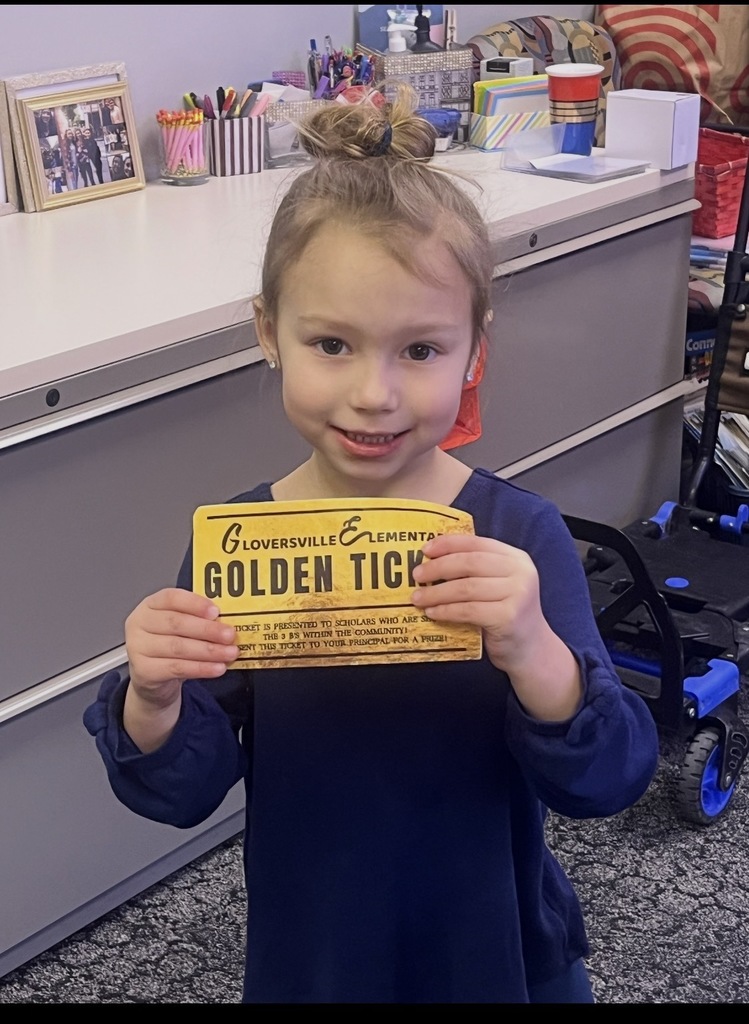 GLOVERSVILLE ELEMENTA
GOLDEN TICK
TICKET IS PRESENTED TO SCHOLARS WHO ARE
THE 3 B'S WITHIN THE COMMUNITY!
SENT THIS TICKET TO YOUR PRINCIPAL FOR A PRIZE!